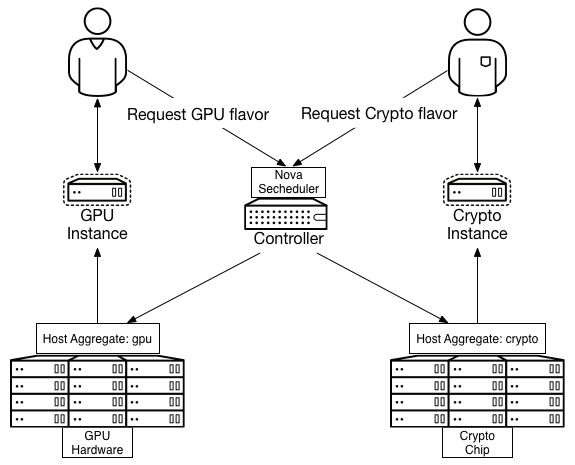 Request GPU flavor
Request Crypto flavor
Nova
Secheduler
Controller
GPU
Instance
Crypto
Instance
Host Aggregate: gpu
Host Aggregate: crypto
GPU
Hardware
Crypto
Chip